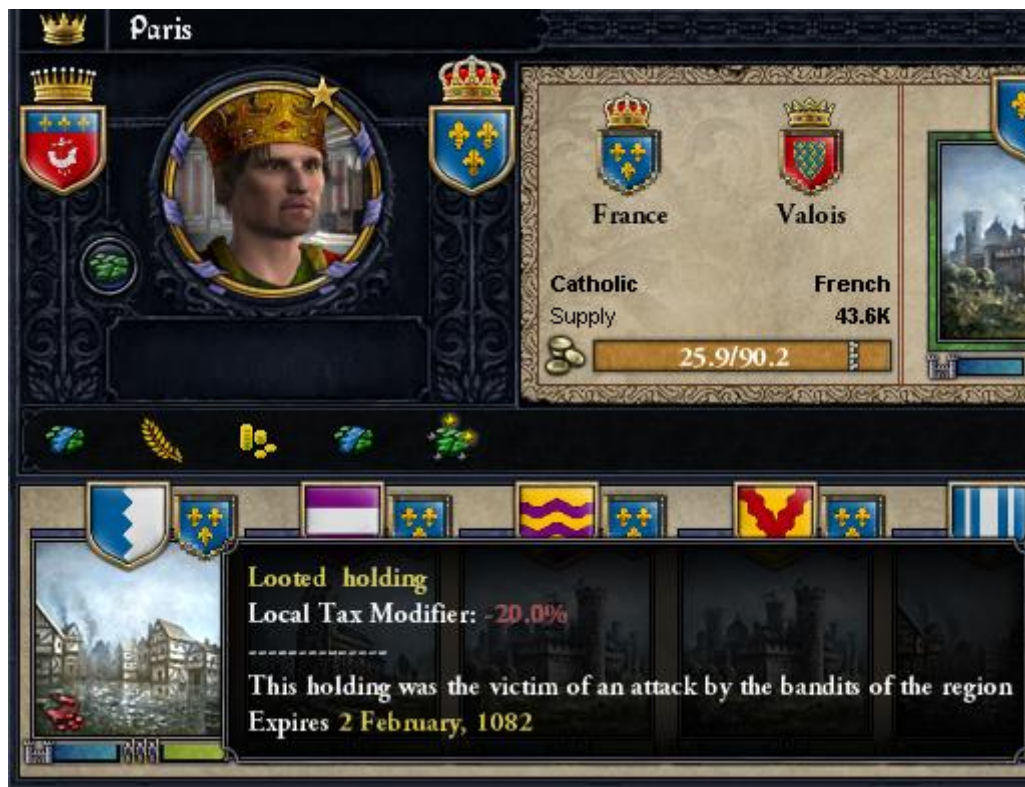 Paris
France Valois
Catholic French
Supply 43.6K
25.9/90.2
Looted holding
Local Tax Modifier: -20.0%
--------------
This holding was the victim of an attack by the bandits of the region
Expires 2 February, 1082